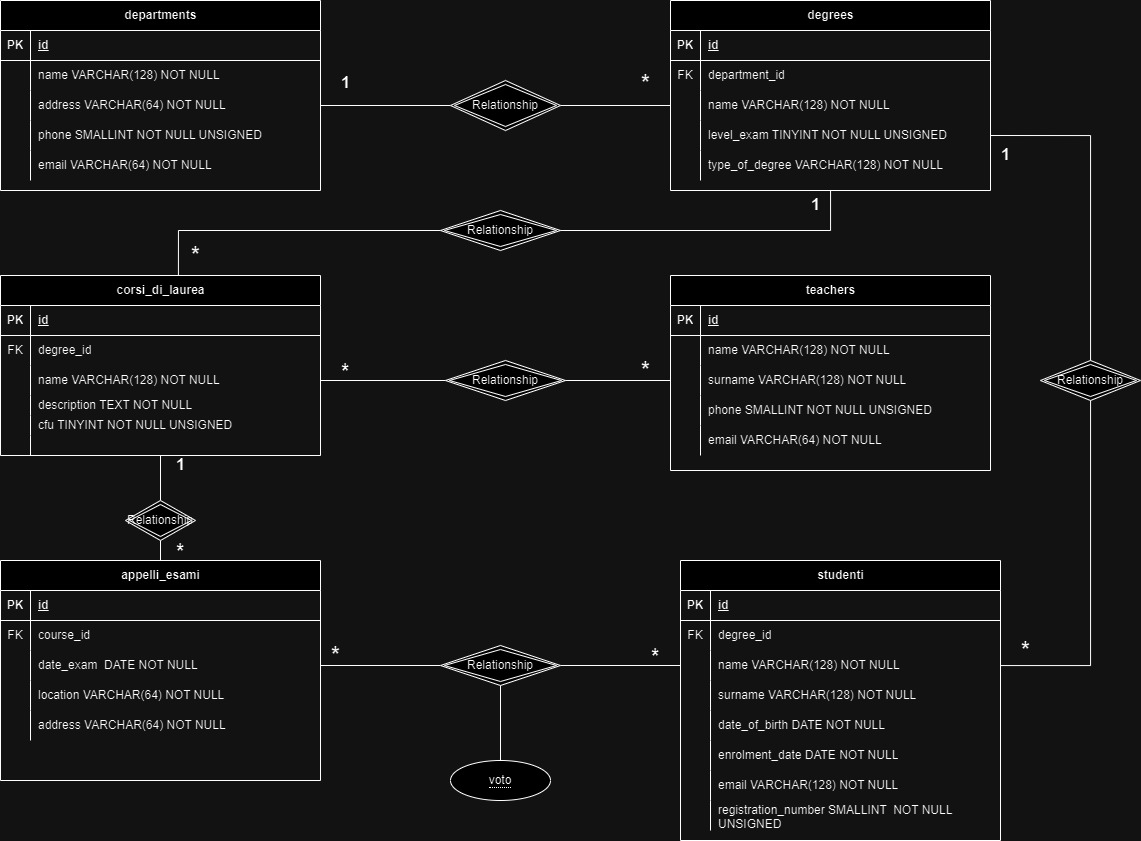 departments
PK id
name VARCHAR(128) NOT NULL
address VARCHAR(64) NOT NULL
phone SMALLINT NOT NULL UNSIGNED
email VARCHAR(64) NOT NULL
1
Relationship
*
degrees
PK id
FK department_id
name VARCHAR(128) NOT NULL
level_exam TINYINT NOT NULL UNSIGNED
type_of_degree VARCHAR(128) NOT NULL
1
1
Relationship
*
corsi_di_laurea
PK id
FK degree_id
name VARCHAR(128) NOT NULL
description TEXT NOT NULL
cfu TINYINT NOT NULL UNSIGNED
*
Relationship
*
teachers
PK id
name VARCHAR(128) NOT NULL
surname VARCHAR(128) NOT NULL
phone SMALLINT NOT NULL UNSIGNED
email VARCHAR(64) NOT NULL
Relationship
1
Relationship
*
appelli_esami
PK id
FK course_id
date_exam  DATE NOT NULL
location VARCHAR(64) NOT NULL
address VARCHAR(64) NOT NULL
*
Relationship
*
voto
studenti
PK id
FK degree_id
name VARCHAR(128) NOT NULL
surname VARCHAR(128) NOT NULL
date_of_birth DATE NOT NULL
enrolment_date DATE NOT NULL
email VARCHAR(128) NOT NULL
registration_number SMALLINT  NOT NULL
UNSIGNED
*